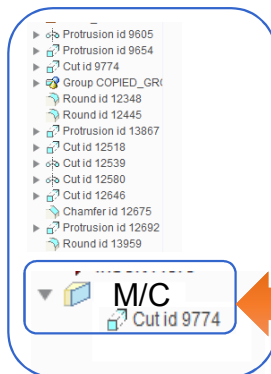 Protrusion id 9605
Protrusion id 9654
Cut id 9774
Group COPIED_GR
Round id 12348
Round id 12445
Protrusion id 13867
Cut id 12518
Cut id 12539
Cut id 12580
Cut id 12646
Chamfer id 12675
Protrusion id 12692
Round id 13959
M/C
Cut id 9774